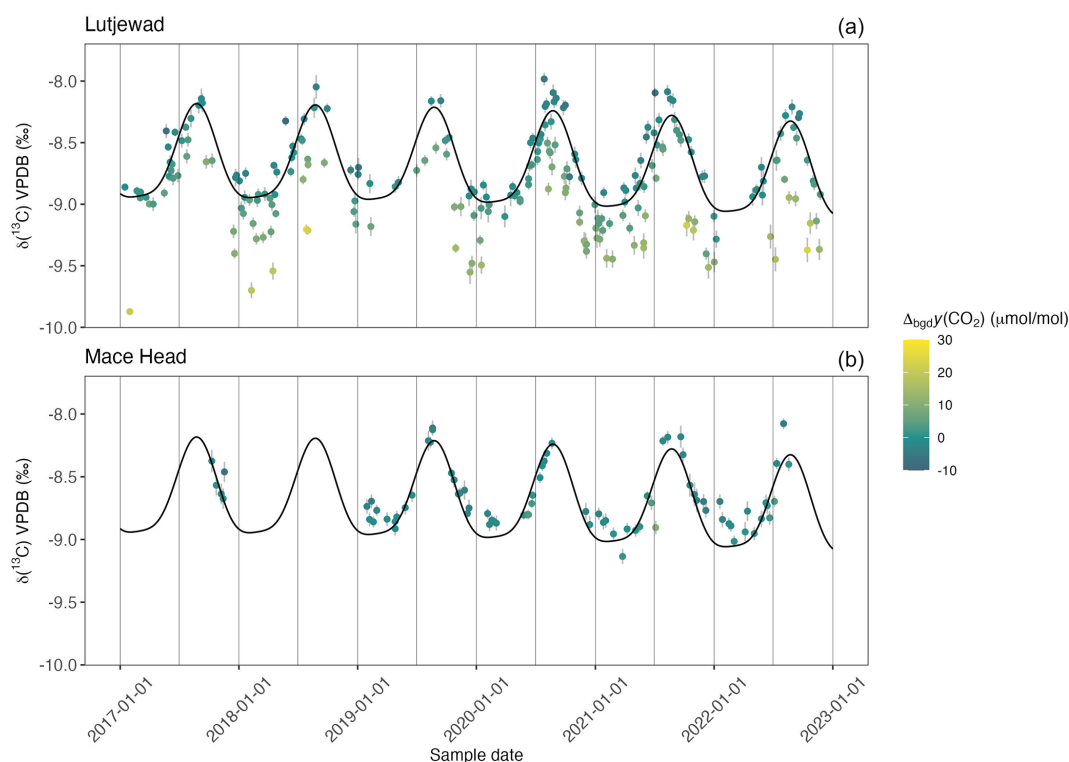 Lutjewad
(a)
-8.0
-8.5
-9.0
-9.5
-10.0
δ(¹³C) VPDB (‰)
Mace Head
(b)
-8.0
-8.5
-9.0
-9.5
-10.0
δ(¹³C) VPDB (‰)
2017-01-01
2018-01-01
2019-01-01
2020-01-01
2021-01-01
2022-01-01
2023-01-01
Sample date
Δbgdy(CO₂) (μmol/mol)
30
20
10
0
-10